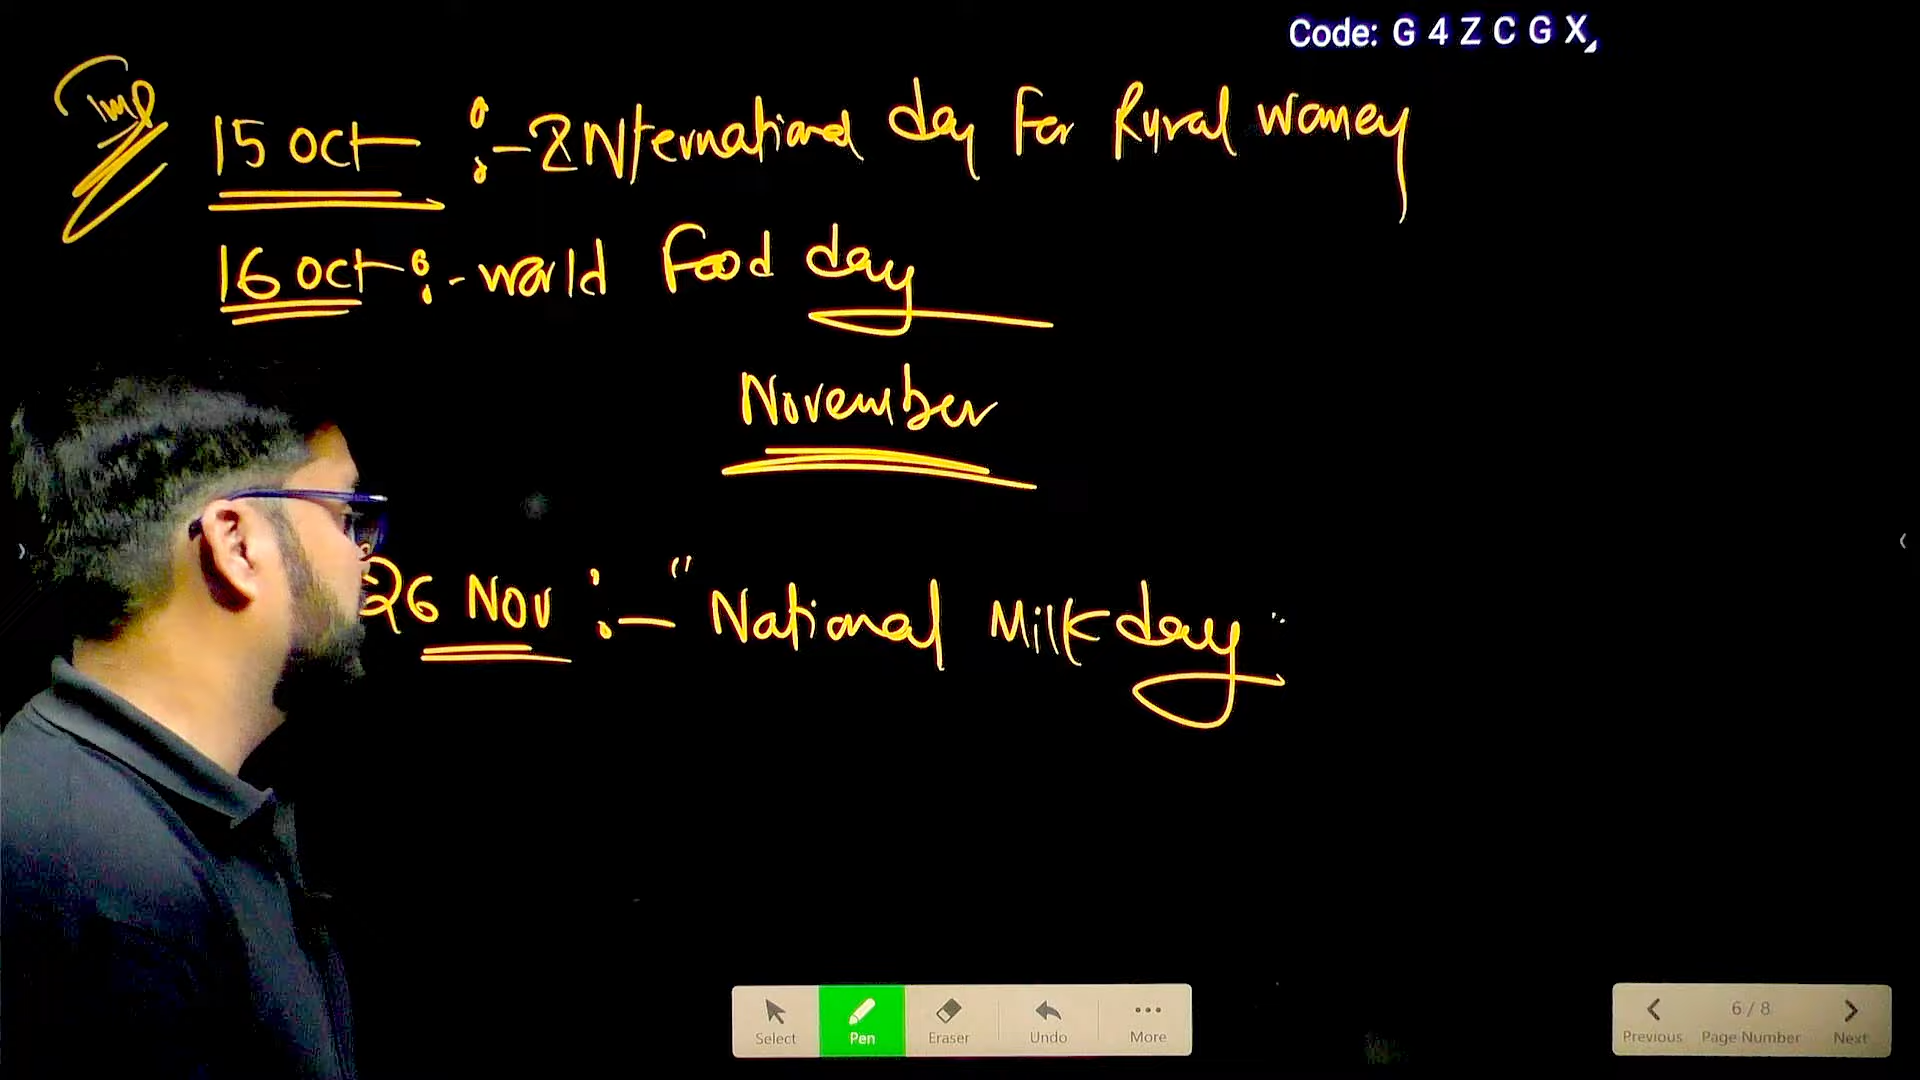 Code: G 4 Z C G X
Imp
15 Oct :- International day For Rural women
16 Oct :- world Food day
November
26 Nov :- "National Milk day"
Select Pen Eraser Undo More
6 / 8
Previous Page Number Next